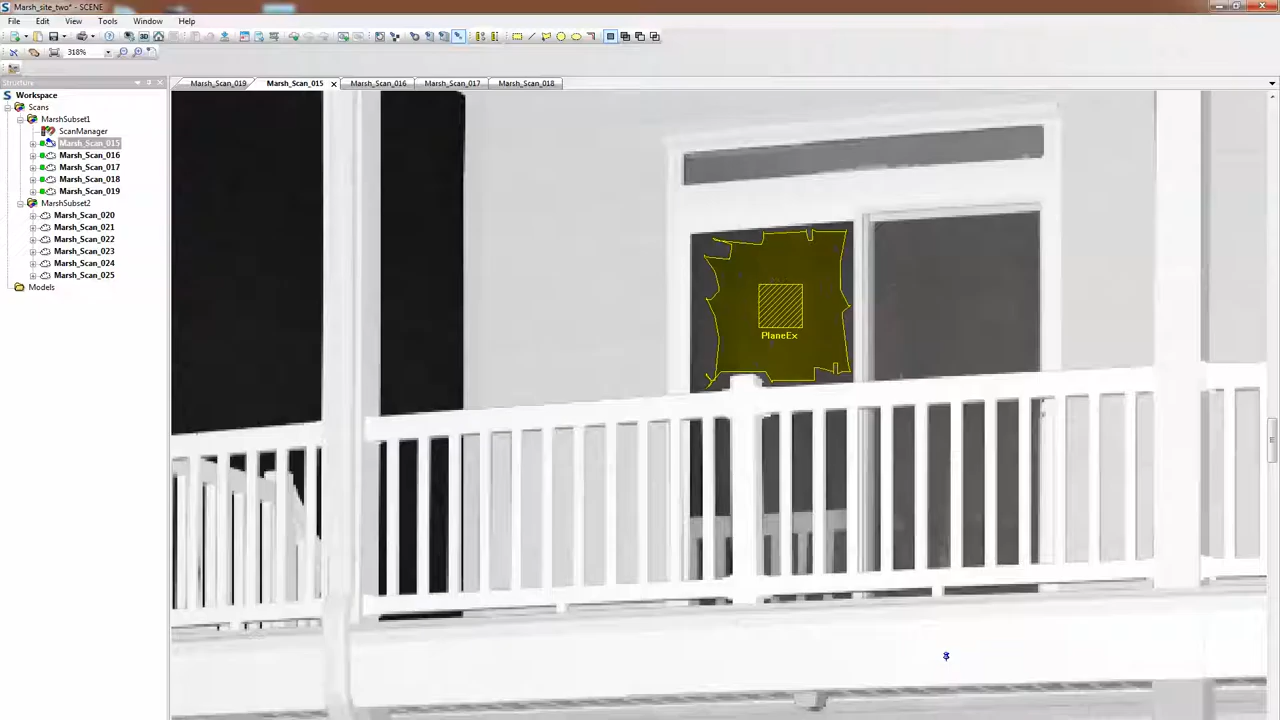 Marsh_site_two* - SCENE
File Edit View Tools Window Help
318%
Structure
Marsh_Scan_019 Marsh_Scan_015 Marsh_Scan_016 Marsh_Scan_017 Marsh_Scan_018
Workspace
Scans
MarshSubset1
ScanManager
Marsh_Scan_015
Marsh_Scan_016
Marsh_Scan_017
Marsh_Scan_018
Marsh_Scan_019
MarshSubset2
Marsh_Scan_020
Marsh_Scan_021
Marsh_Scan_022
Marsh_Scan_023
Marsh_Scan_024
Marsh_Scan_025
Models
PlaneEx